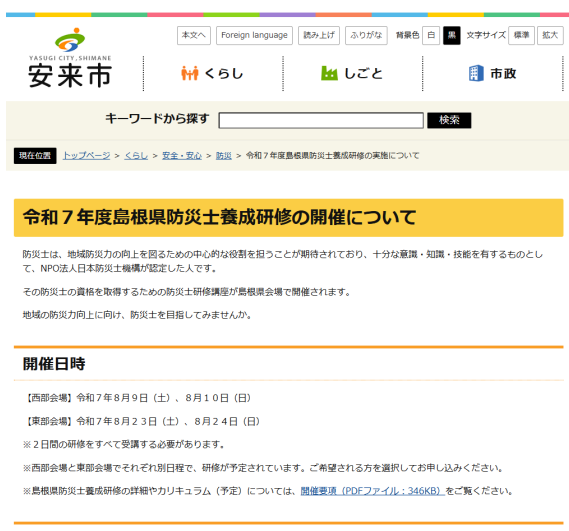 本文へ Foreign language 読み上げ ふりがな 背景色 白 黒 文字サイズ 標準 拡大
YASUGI CITY, SHIMANE
安来市
くらし しごと 市政
キーワードから探す 検索
現在位置 トップページ > くらし > 安全・安心 > 防災 > 令和７年度島根県防災士養成研修の実施について
令和７年度島根県防災士養成研修の開催について
防災士は、地域防災力の向上を図るための中心的な役割を担うことが期待されており、十分な意識・知識・技能を有するものとし
て、NPO法人日本防災士機構が認定した人です。
その防災士の資格を取得するための防災士研修講座が島根県会場で開催されます。
地域の防災力向上に向け、防災士を目指してみませんか。
開催日時
【西部会場】令和７年８月９日（土）、８月１０日（日）
【東部会場】令和７年８月２３日（土）、８月２４日（日）
※２日間の研修をすべて受講する必要があります。
※西部会場と東部会場でそれぞれ別日程で、研修が予定されています。ご希望される方を選択してお申し込みください。
※島根県防災士養成研修の詳細やカリキュラム（予定）については、開催要項（PDFファイル：346KB）をご覧ください。